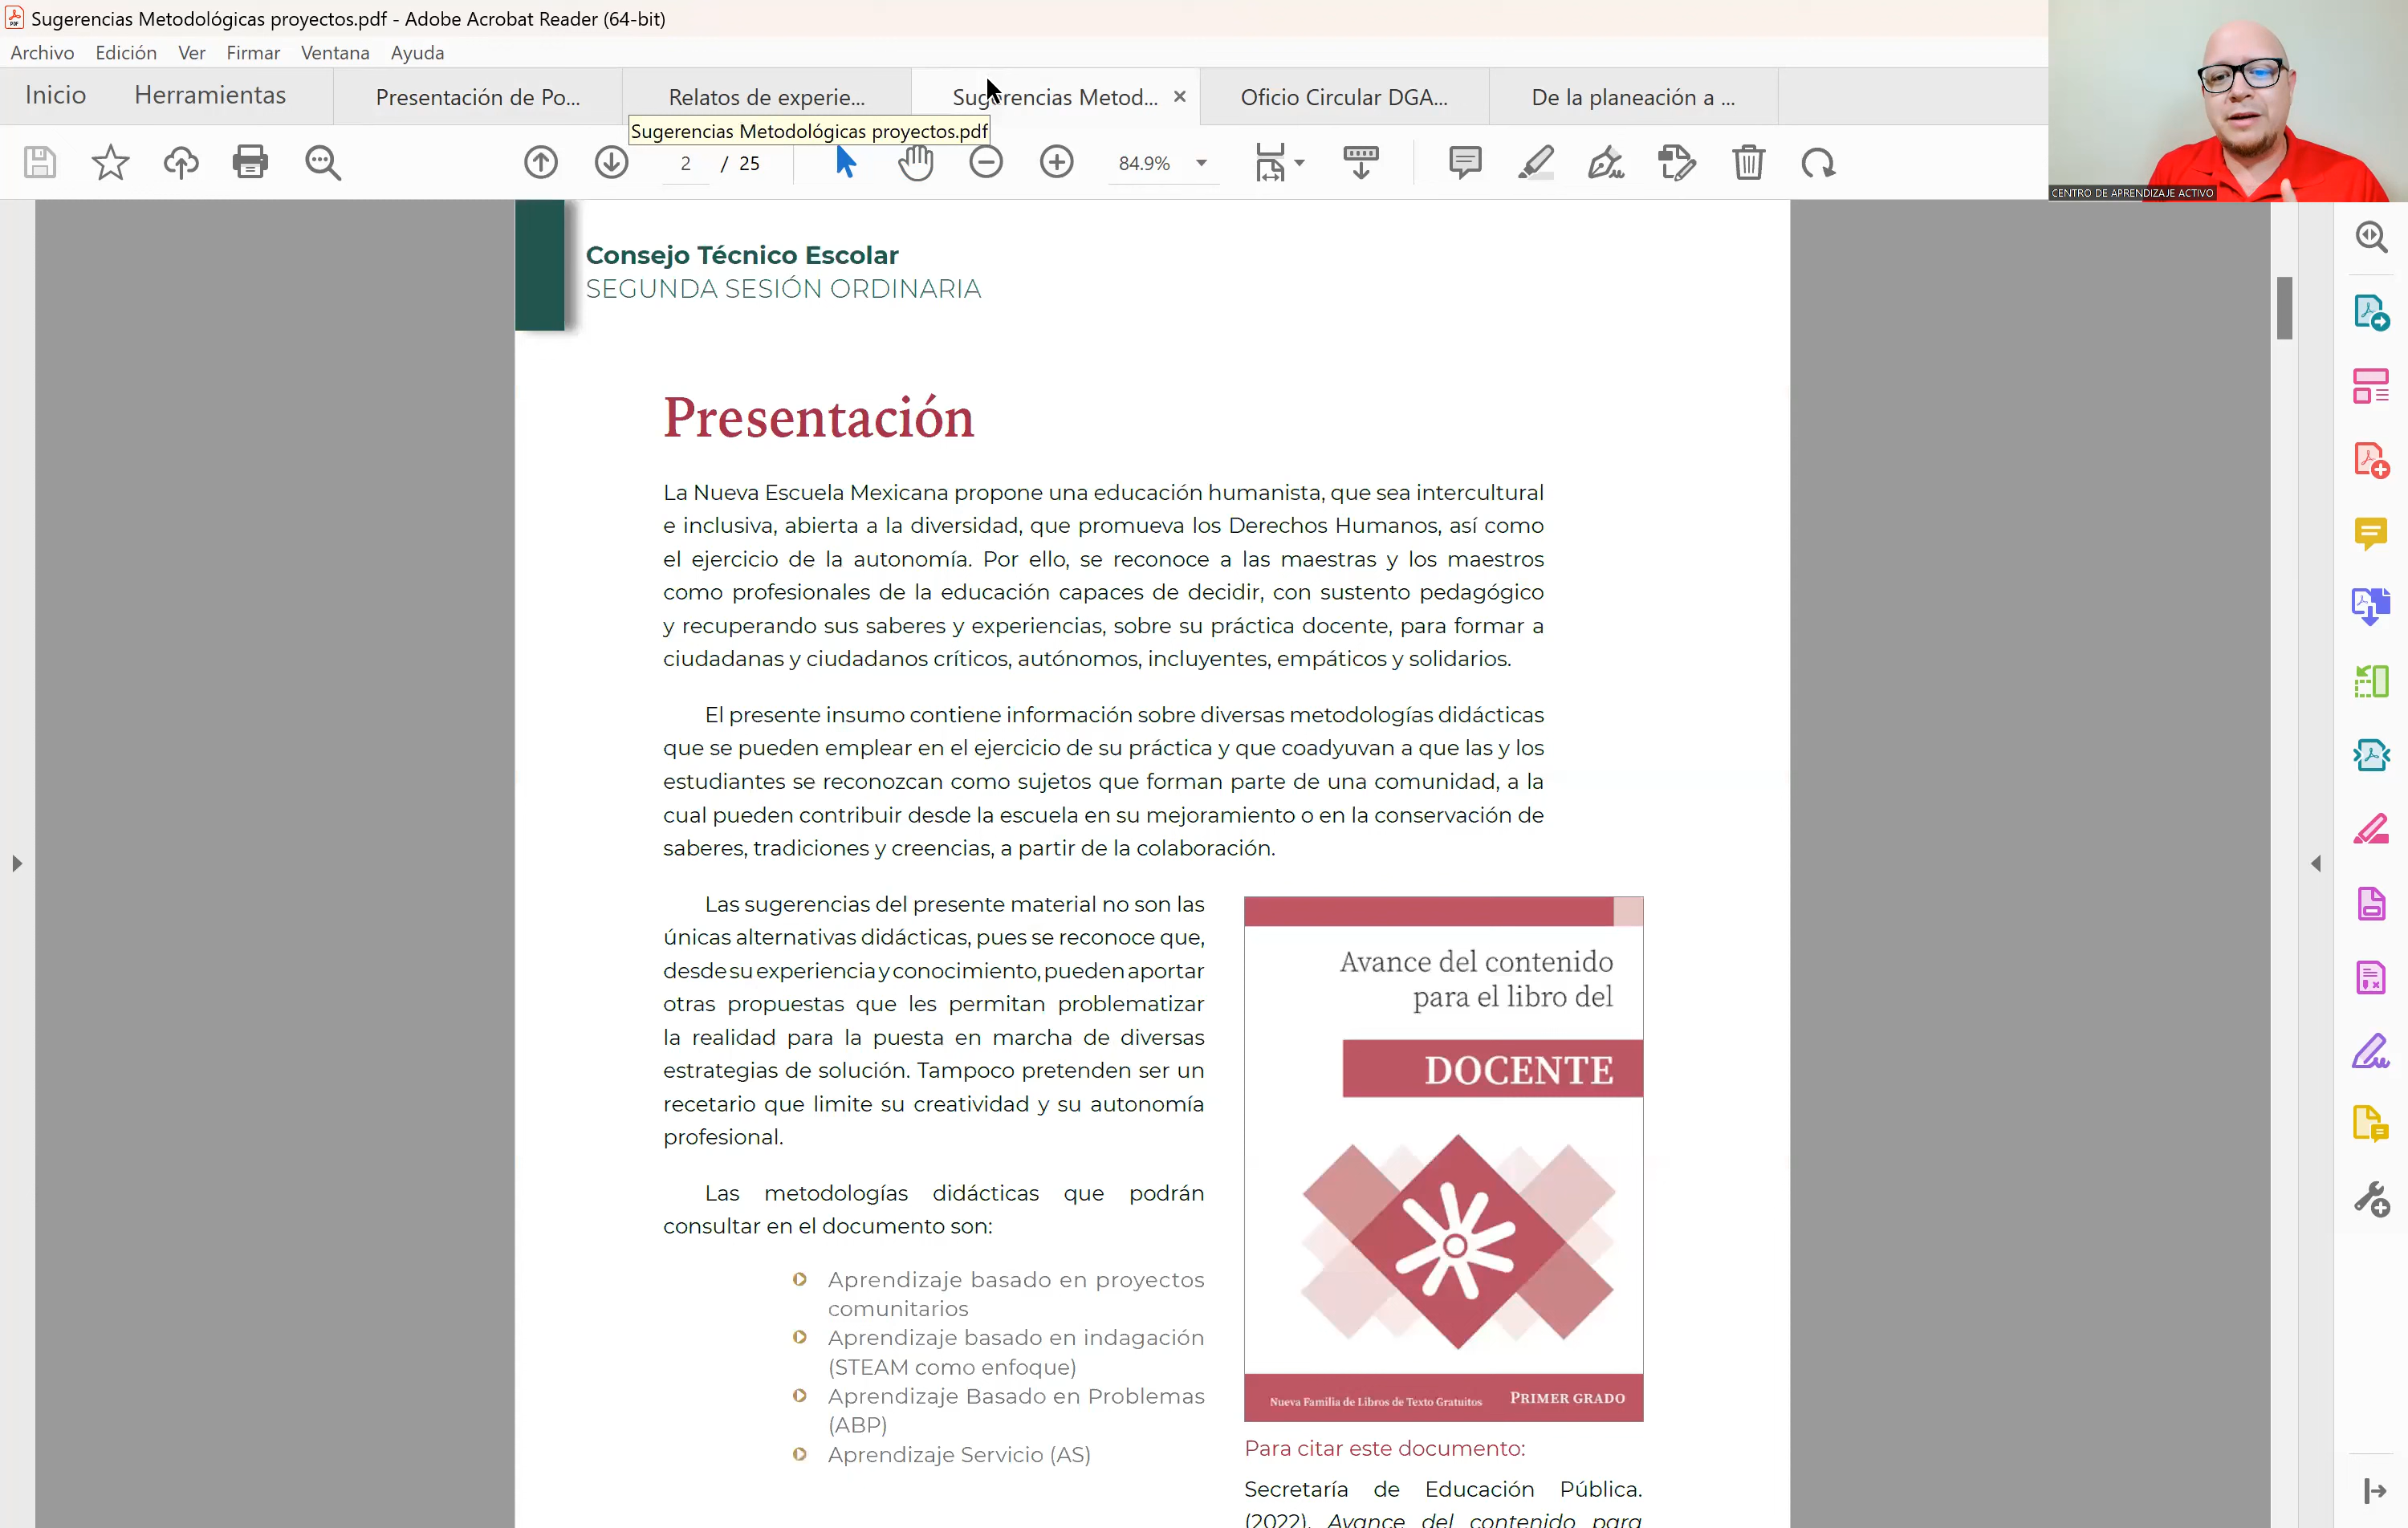 Sugerencias Metodológicas proyectos.pdf - Adobe Acrobat Reader (64-bit)
Archivo Edición Ver Firmar Ventana Ayuda
Inicio Herramientas Presentación de Po... Relatos de experie... Sugerencias Metod... Oficio Circular DGA... De la planeación a ...
Sugerencias Metodológicas proyectos.pdf
2 / 25 84.9%
CENTRO DE APRENDIZAJE ACTIVO
Consejo Técnico Escolar
SEGUNDA SESIÓN ORDINARIA
Presentación
La Nueva Escuela Mexicana propone una educación humanista, que sea intercultural
e inclusiva, abierta a la diversidad, que promueva los Derechos Humanos, así como
el ejercicio de la autonomía. Por ello, se reconoce a las maestras y los maestros
como profesionales de la educación capaces de decidir, con sustento pedagógico
y recuperando sus saberes y experiencias, sobre su práctica docente, para formar a
ciudadanas y ciudadanos críticos, autónomos, incluyentes, empáticos y solidarios.
El presente insumo contiene información sobre diversas metodologías didácticas
que se pueden emplear en el ejercicio de su práctica y que coadyuvan a que las y los
estudiantes se reconozcan como sujetos que forman parte de una comunidad, a la
cual pueden contribuir desde la escuela en su mejoramiento o en la conservación de
saberes, tradiciones y creencias, a partir de la colaboración.
Las sugerencias del presente material no son las
únicas alternativas didácticas, pues se reconoce que,
desde su experiencia y conocimiento, pueden aportar
otras propuestas que les permitan problematizar
la realidad para la puesta en marcha de diversas
estrategias de solución. Tampoco pretenden ser un
recetario que limite su creatividad y su autonomía
profesional.
Las metodologías didácticas que podrán
consultar en el documento son:
Aprendizaje basado en proyectos
comunitarios
Aprendizaje basado en indagación
(STEAM como enfoque)
Aprendizaje Basado en Problemas
(ABP)
Aprendizaje Servicio (AS)
Avance del contenido
para el libro del
DOCENTE
Nueva Familia de Libros de Texto Gratuitos PRIMER GRADO
Para citar este documento:
Secretaría de Educación Pública.
(2022). Avance del contenido para